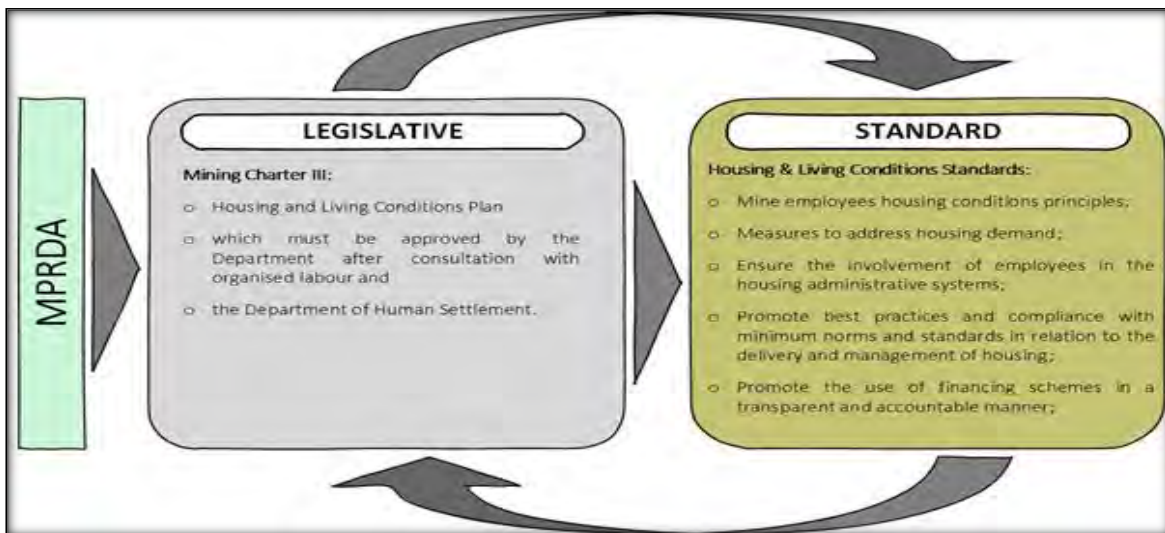 MPRDA
LEGISLATIVE
Mining Charter III:
o Housing and Living Conditions Plan
o which must be approved by the
Department after consultation with
organised labour and
o the Department of Human Settlement.
STANDARD
Housing & Living Conditions Standards:
o Mine employees housing conditions principles;
o Measures to address housing demand;
o Ensure the involvement of employees in the
housing administrative systems;
o Promote best practices and compliance with
minimum norms and standards in relation to the
delivery and management of housing;
o Promote the use of financing schemes in a
transparent and accountable manner;